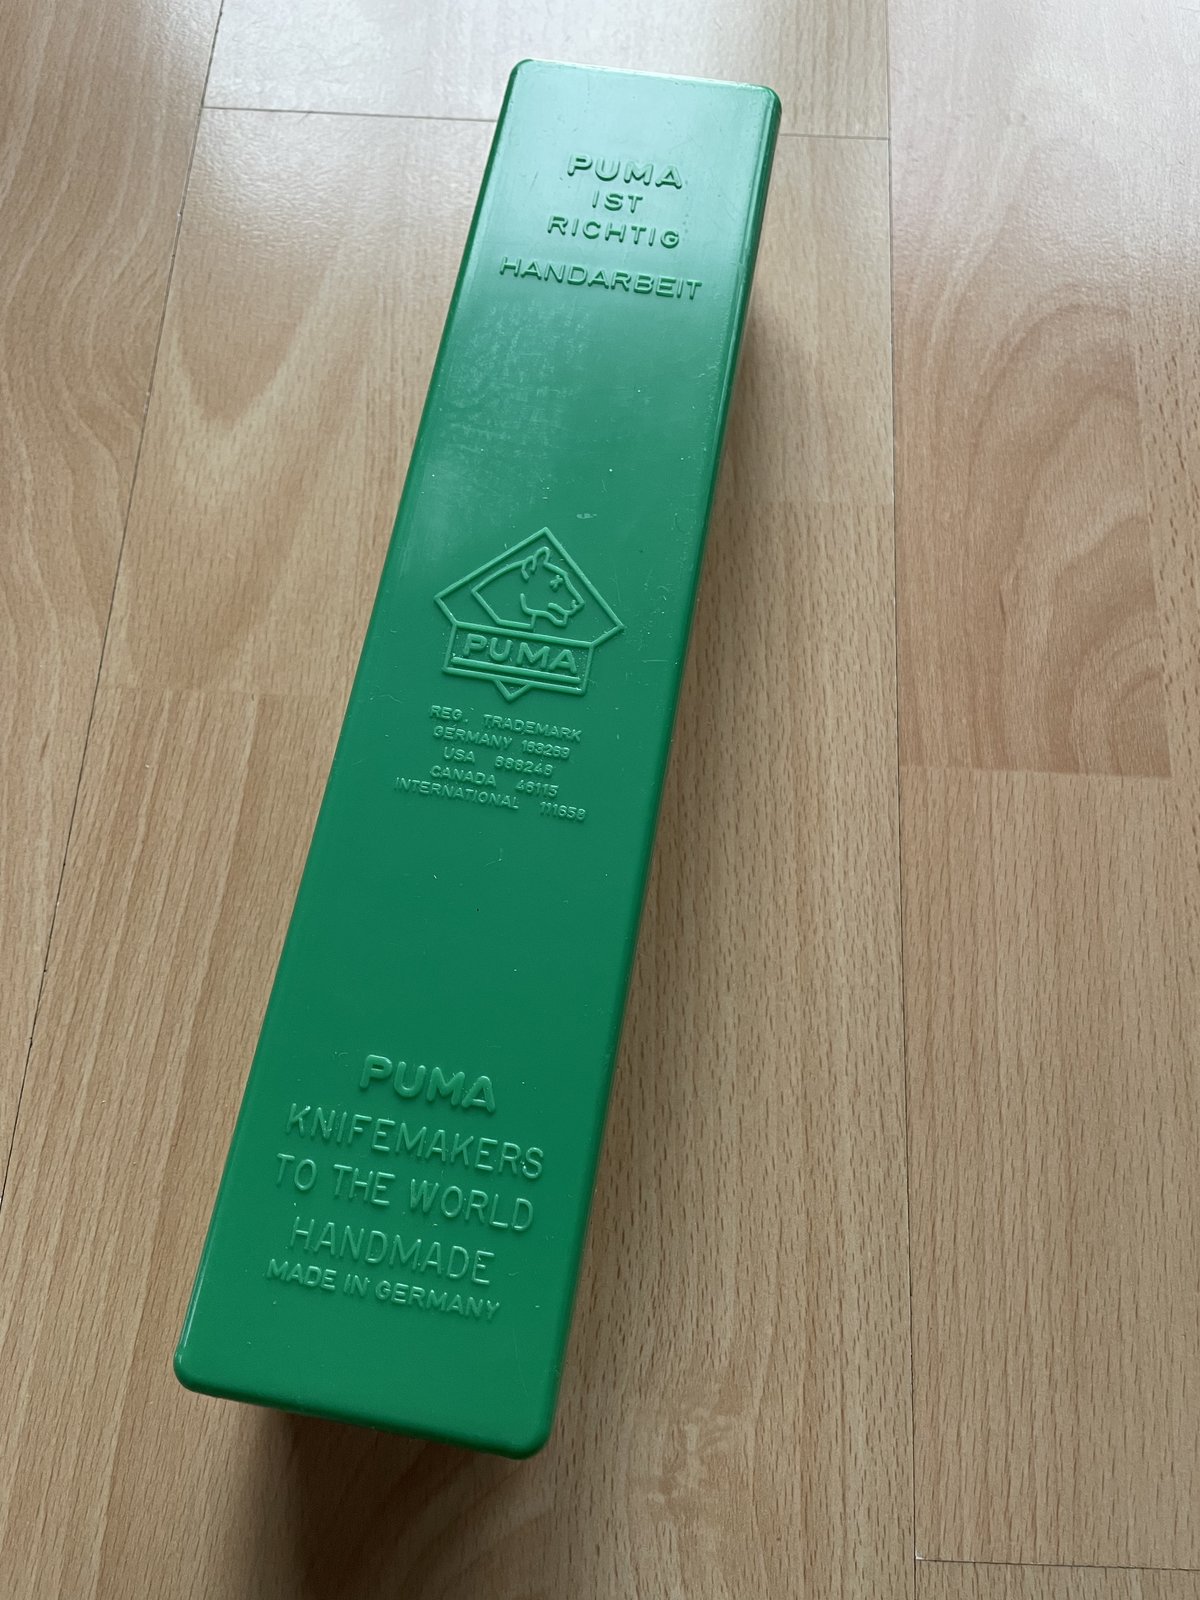 PUMA
IST
RICHTIG
HANDARBEIT
PUMA
REG. TRADEMARK
GERMANY 163269
USA 688248
CANADA 46115
INTERNATIONAL 111658
PUMA
KNIFEMAKERS
TO THE WORLD
HANDMADE
MADE IN GERMANY